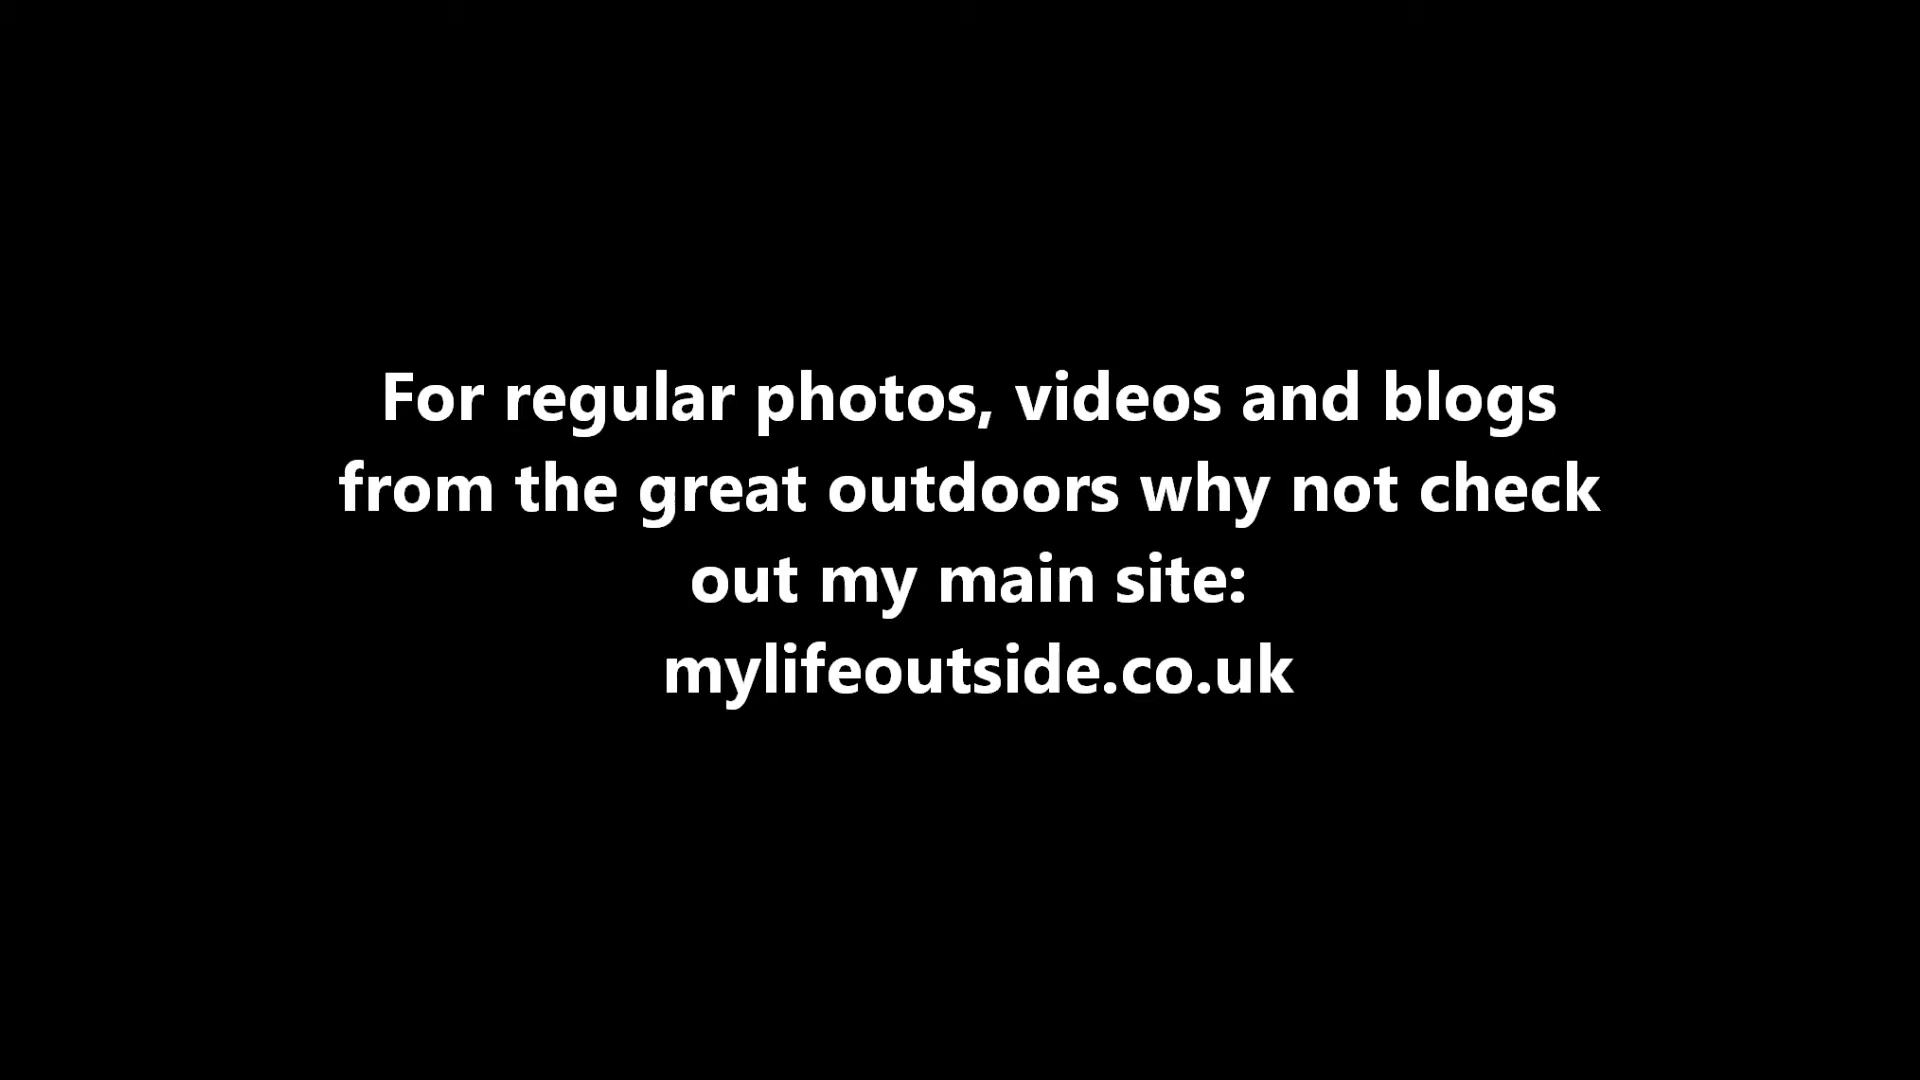 For regular photos, videos and blogs
from the great outdoors why not check
out my main site:
mylifeoutside.co.uk